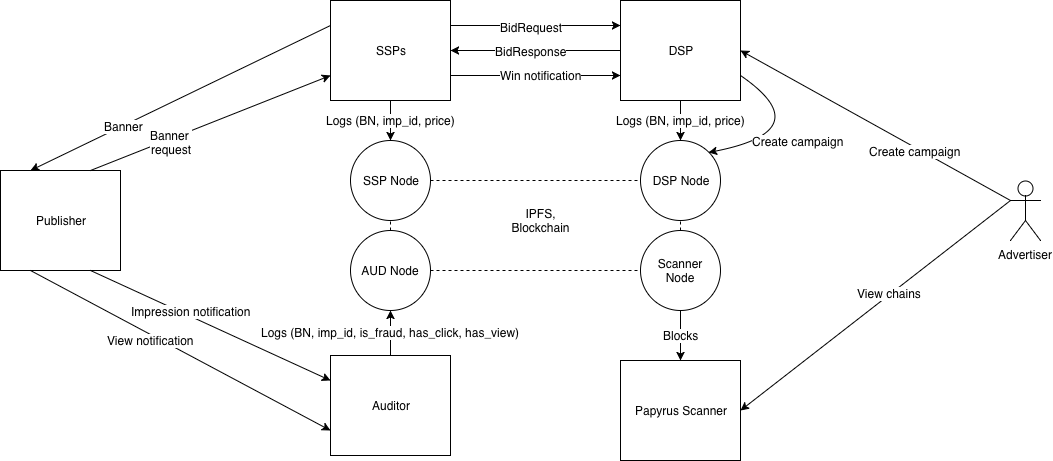 SSPs
BidRequest
BidResponse
Win notification
DSP
Logs (BN, imp_id, price)
Logs (BN, imp_id, price)
Banner
Banner
request
Create campaign
Create campaign
SSP Node
DSP Node
Publisher
IPFS,
Blockchain
Advertiser
AUD Node
Scanner
Node
View chains
Impression notification
Logs (BN, imp_id, is_fraud, has_click, has_view)
View notification
Blocks
Auditor
Papyrus Scanner